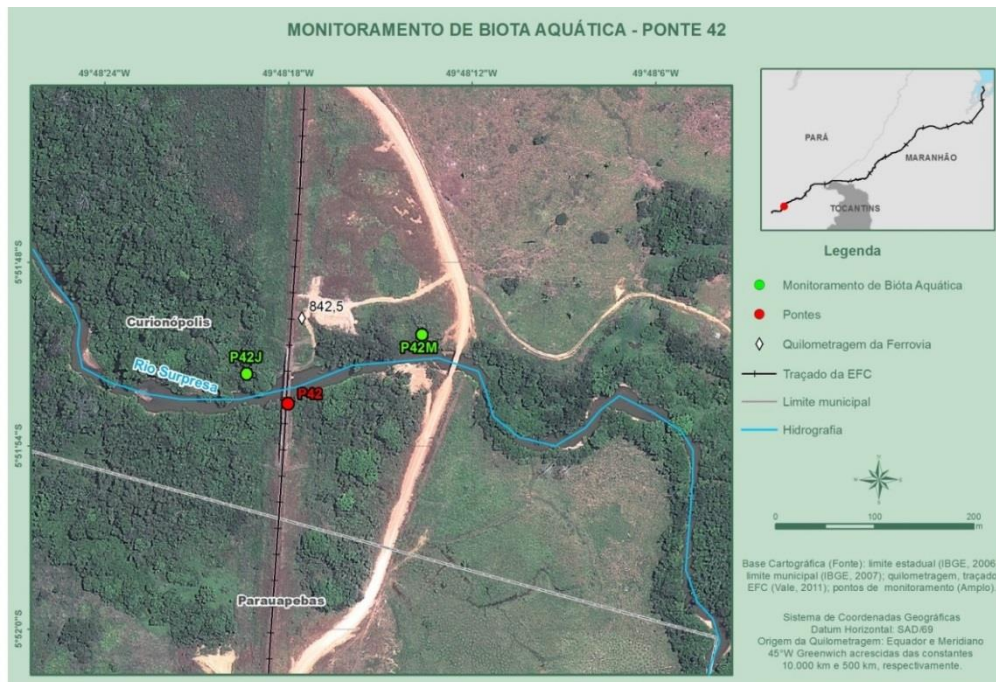 MONITORAMENTO DE BIOTA AQUÁTICA - PONTE 42
49°48'24"W
49°48'18"W
49°48'12"W
49°48'6"W
5°51'48"S
5°51'54"S
5°52'0"S
842,5
Curionópolis
P42J
P42M
Rio Surpresa
P42
Parauapebas
PARÁ
MARANHÃO
TOCANTINS
Legenda
Monitoramento de Bióta Aquática
Pontes
Quilometragem da Ferrovia
Traçado da EFC
Limite municipal
Hidrografia
0 100 200
m
Base Cartográfica (Fonte): limite estadual (IBGE, 2006
limite municipal (IBGE, 2007); quilometragem, traçado
EFC (Vale, 2011); pontos de monitoramento (Amplo).
Sistema de Coordenadas Geográficas
Datum Horizontal: SAD/69
Origem da Quilometragem: Equador e Meridiano
45°W Greenwich acrescidas das constantes
10.000 km e 500 km, respectivamente.